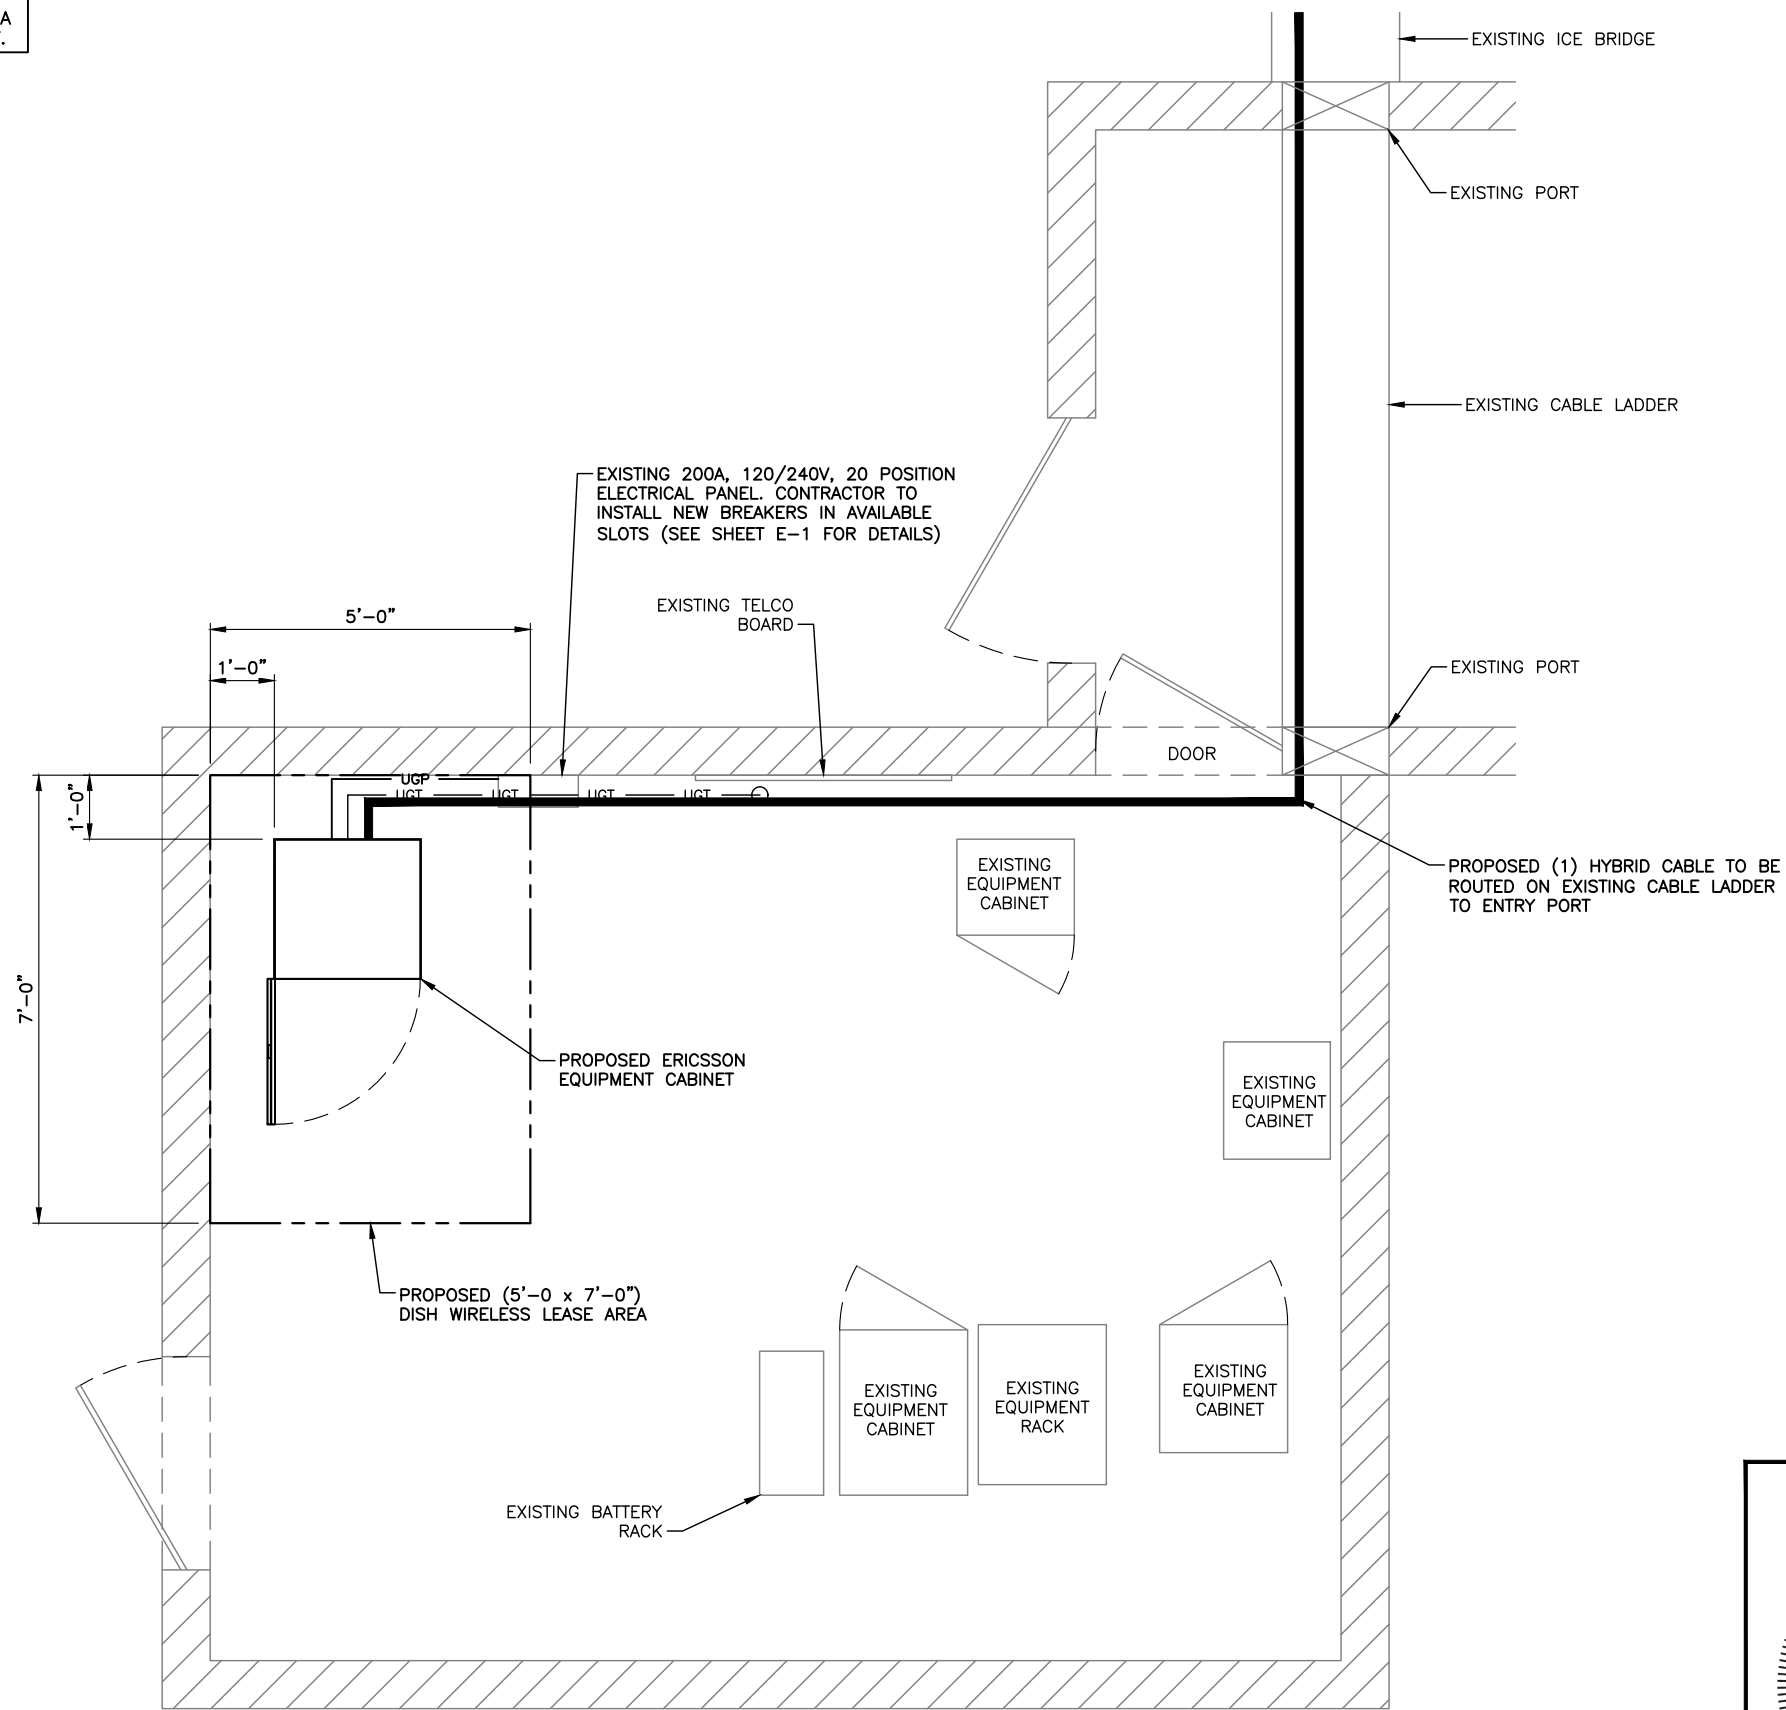 A
.
EXISTING ICE BRIDGE
EXISTING PORT
EXISTING CABLE LADDER
EXISTING 200A, 120/240V, 20 POSITION
ELECTRICAL PANEL. CONTRACTOR TO
INSTALL NEW BREAKERS IN AVAILABLE
SLOTS (SEE SHEET E-1 FOR DETAILS)
EXISTING TELCO
BOARD
5'-0"
1'-0"
EXISTING PORT
DOOR
UGP
UGT UGT UGT UGT
1'-0"
7'-0"
EXISTING
EQUIPMENT
CABINET
PROPOSED (1) HYBRID CABLE TO BE
ROUTED ON EXISTING CABLE LADDER
TO ENTRY PORT
PROPOSED ERICSSON
EQUIPMENT CABINET
EXISTING
EQUIPMENT
CABINET
PROPOSED (5'-0 x 7'-0")
DISH WIRELESS LEASE AREA
EXISTING
EQUIPMENT
CABINET
EXISTING
EQUIPMENT
RACK
EXISTING
EQUIPMENT
CABINET
EXISTING BATTERY
RACK